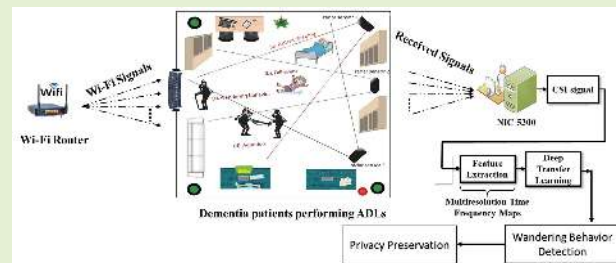 Wifi
Wi-Fi Signals
Wi-Fi Router
Received Signals
NIC 5300
CSI signal
Feature
Extraction
Deep
Transfer
Learning
Multiresolution Time
Frequency Maps
Dementia patients performing ADLs
Privacy Preservation
Wandering Behavior
Detection